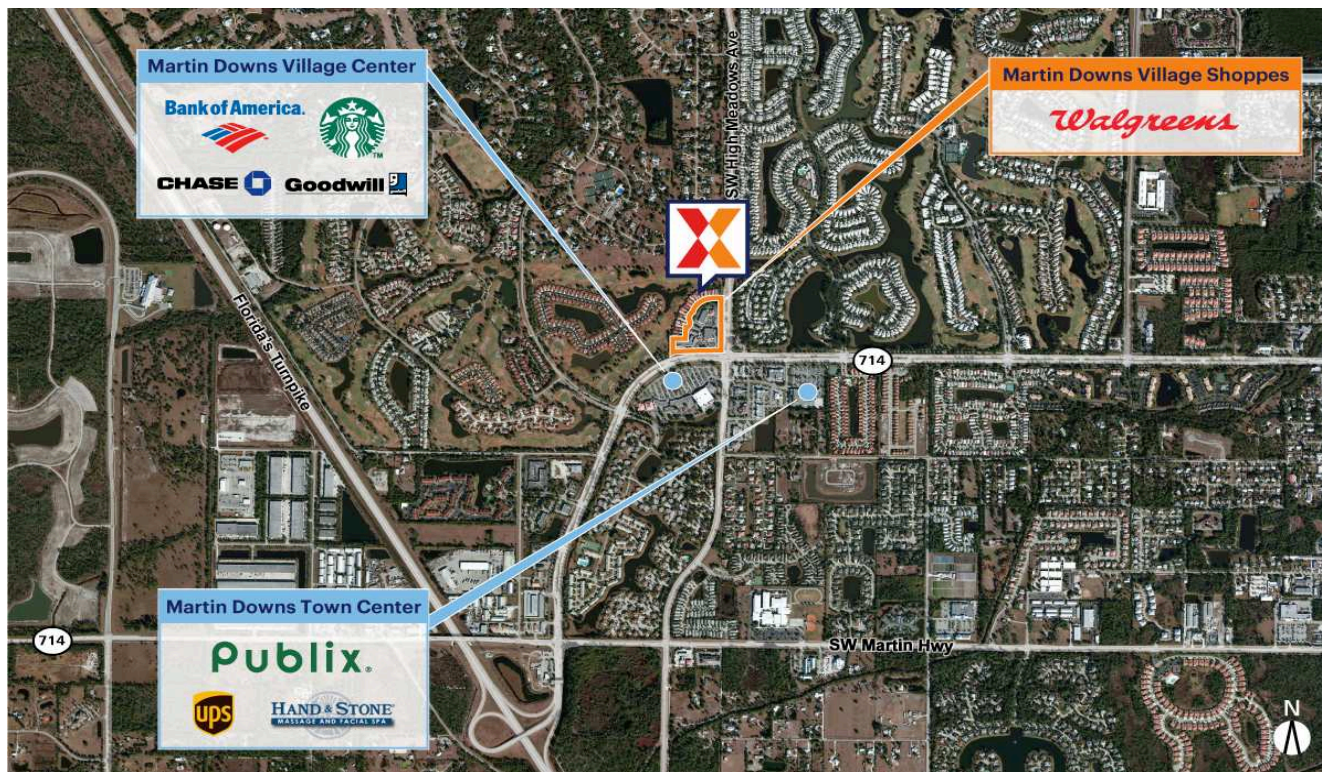 Martin Downs Village Center
Bank of America.
TM
CHASE
Goodwill
Martin Downs Village Shoppes
Walgreens
SW High Meadows Ave
Florida's Turnpike
714
Martin Downs Town Center
Publix®
ups
HAND & STONE®
MASSAGE AND FACIAL SPA
714
SW Martin Hwy
N